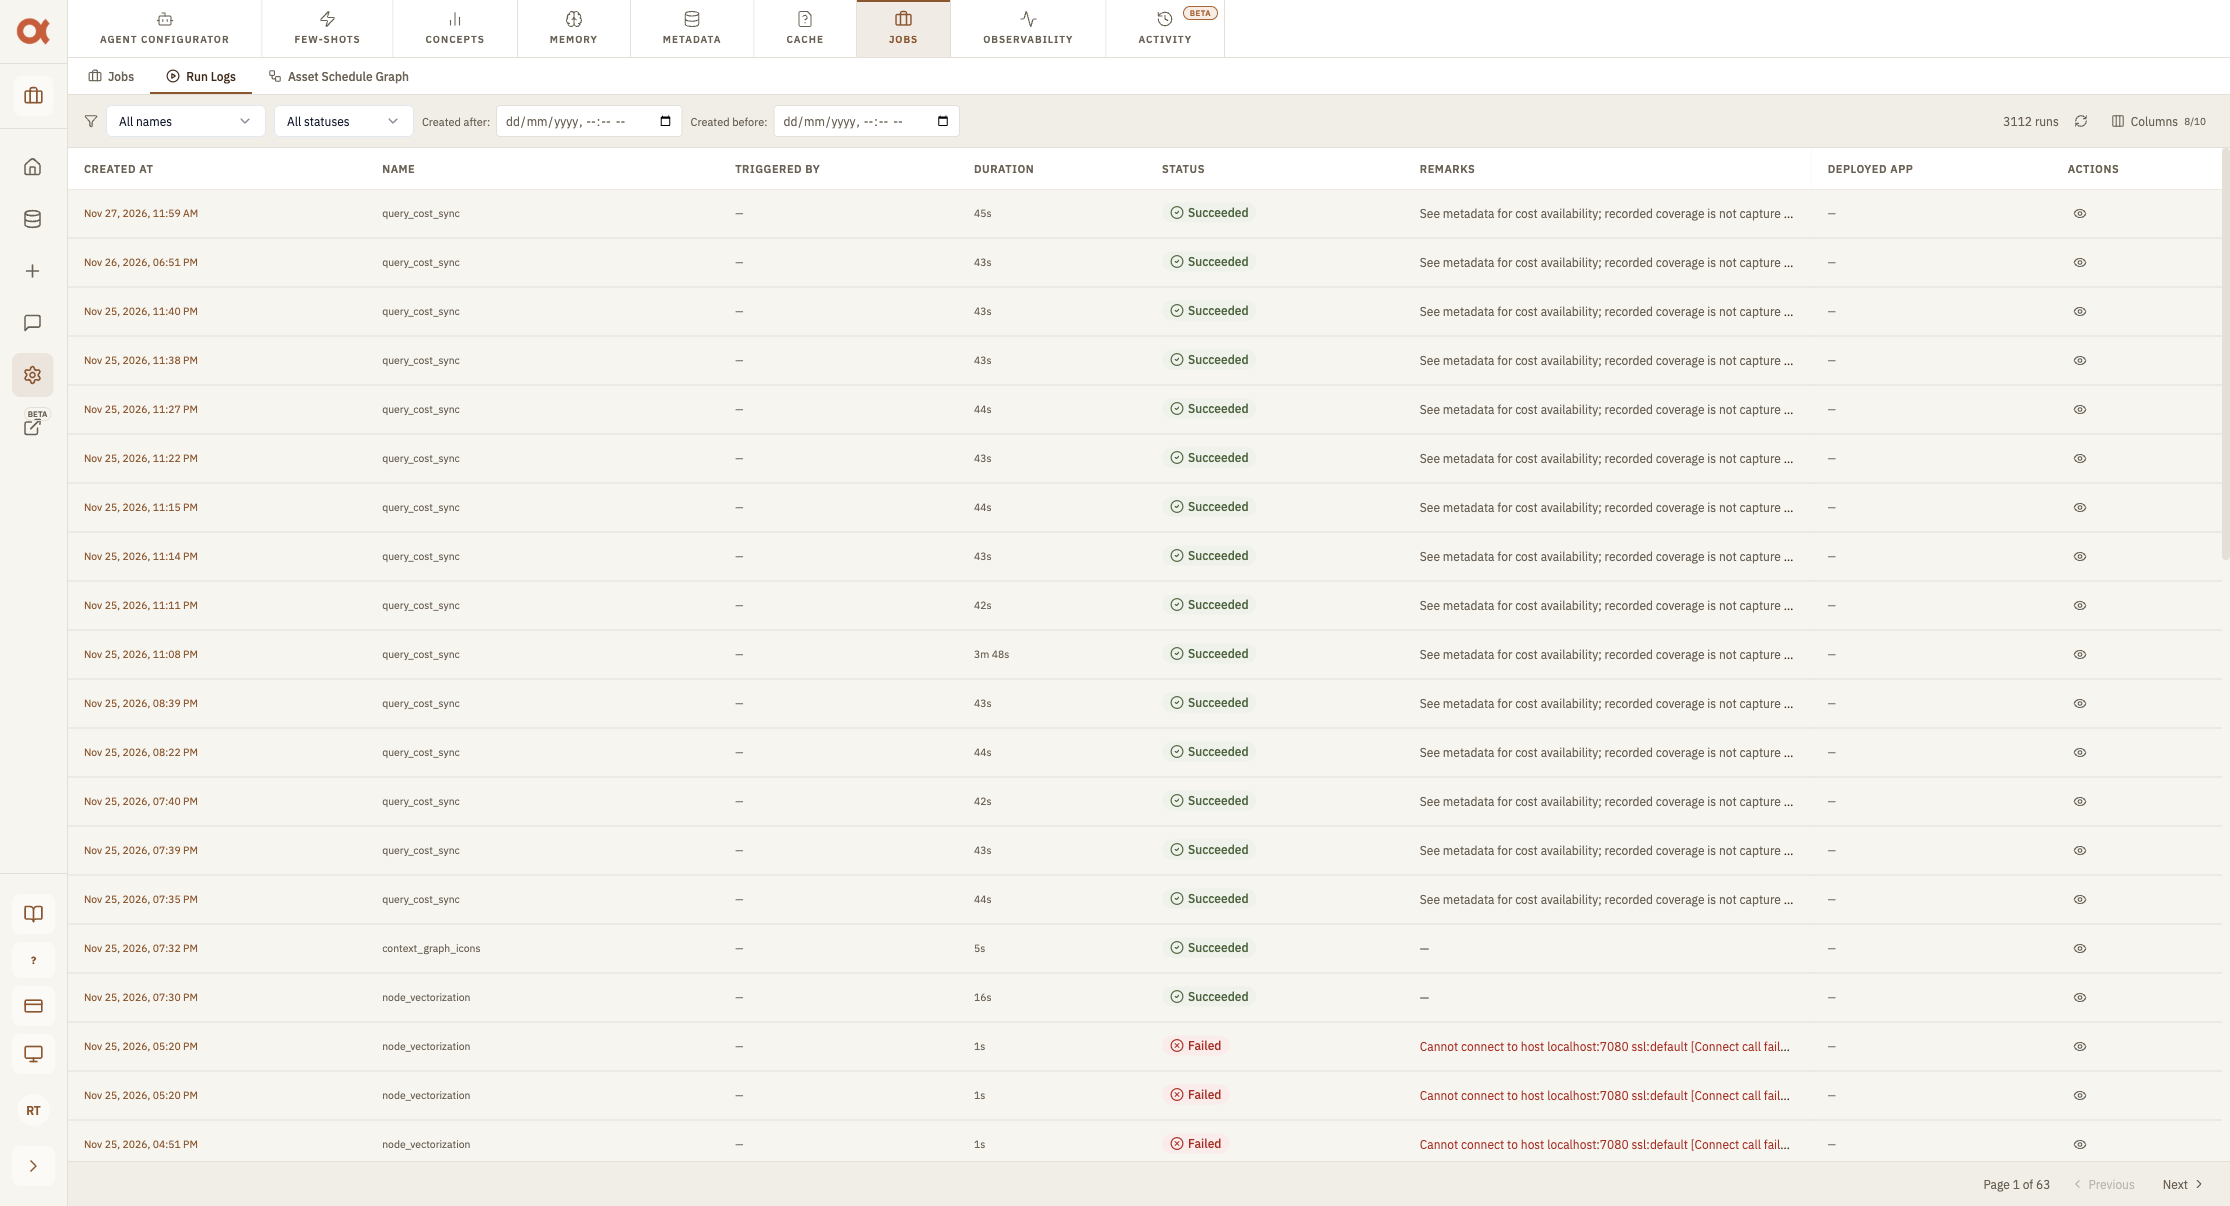 AGENT CONFIGURATOR FEW-SHOTS CONCEPTS MEMORY METADATA CACHE JOBS OBSERVABILITY ACTIVITY BETA
Jobs Run Logs Asset Schedule Graph
All names All statuses Created after: dd/mm/yyyy, --:-- -- Created before: dd/mm/yyyy, --:-- -- 3112 runs Columns 8/10
CREATED AT NAME TRIGGERED BY DURATION STATUS REMARKS DEPLOYED APP ACTIONS
Nov 27, 2026, 11:59 AM query_cost_sync — 45s Succeeded See metadata for cost availability; recorded coverage is not capture ... —
Nov 26, 2026, 06:51 PM query_cost_sync — 43s Succeeded See metadata for cost availability; recorded coverage is not capture ... —
Nov 25, 2026, 11:40 PM query_cost_sync — 43s Succeeded See metadata for cost availability; recorded coverage is not capture ... —
Nov 25, 2026, 11:38 PM query_cost_sync — 43s Succeeded See metadata for cost availability; recorded coverage is not capture ... —
Nov 25, 2026, 11:27 PM query_cost_sync — 44s Succeeded See metadata for cost availability; recorded coverage is not capture ... —
BETA
Nov 25, 2026, 11:22 PM query_cost_sync — 43s Succeeded See metadata for cost availability; recorded coverage is not capture ... —
Nov 25, 2026, 11:15 PM query_cost_sync — 44s Succeeded See metadata for cost availability; recorded coverage is not capture ... —
Nov 25, 2026, 11:14 PM query_cost_sync — 43s Succeeded See metadata for cost availability; recorded coverage is not capture ... —
Nov 25, 2026, 11:11 PM query_cost_sync — 42s Succeeded See metadata for cost availability; recorded coverage is not capture ... —
Nov 25, 2026, 11:08 PM query_cost_sync — 3m 48s Succeeded See metadata for cost availability; recorded coverage is not capture ... —
Nov 25, 2026, 08:39 PM query_cost_sync — 43s Succeeded See metadata for cost availability; recorded coverage is not capture ... —
Nov 25, 2026, 08:22 PM query_cost_sync — 44s Succeeded See metadata for cost availability; recorded coverage is not capture ... —
Nov 25, 2026, 07:40 PM query_cost_sync — 42s Succeeded See metadata for cost availability; recorded coverage is not capture ... —
Nov 25, 2026, 07:39 PM query_cost_sync — 43s Succeeded See metadata for cost availability; recorded coverage is not capture ... —
Nov 25, 2026, 07:35 PM query_cost_sync — 44s Succeeded See metadata for cost availability; recorded coverage is not capture ... —
Nov 25, 2026, 07:32 PM context_graph_icons — 5s Succeeded — —
?
Nov 25, 2026, 07:30 PM node_vectorization — 16s Succeeded — —
Nov 25, 2026, 05:20 PM node_vectorization — 1s Failed Cannot connect to host localhost:7080 ssl:default [Connect call fail... —
Nov 25, 2026, 05:20 PM node_vectorization — 1s Failed Cannot connect to host localhost:7080 ssl:default [Connect call fail... —
RT
Nov 25, 2026, 04:51 PM node_vectorization — 1s Failed Cannot connect to host localhost:7080 ssl:default [Connect call fail... —
Page 1 of 63 Previous Next